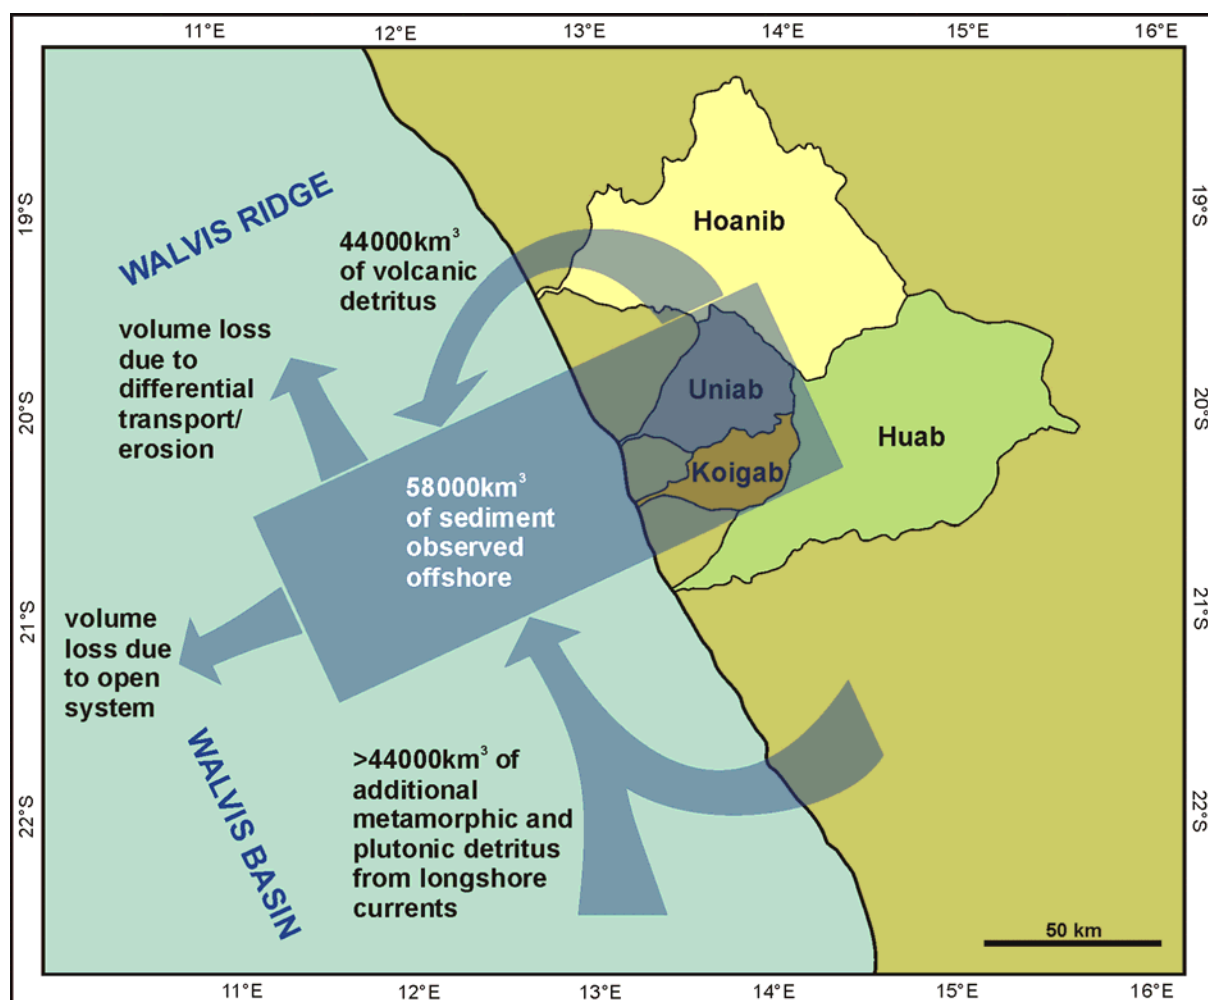 11°E 12°E 13°E 14°E 15°E 16°E
19°S
20°S
21°S
22°S
WALVIS RIDGE
44000km³
of volcanic
detritus
volume loss
due to
differential
transport/
erosion
58000km³
of sediment
observed
offshore
volume
loss due
to open
system
WALVIS BASIN
>44000km³ of
additional
metamorphic and
plutonic detritus
from longshore
currents
Hoanib
Uniab
Koigab
Huab
50 km
19°S
20°S
21°S
22°S
11°E 12°E 13°E 14°E 15°E 16°E